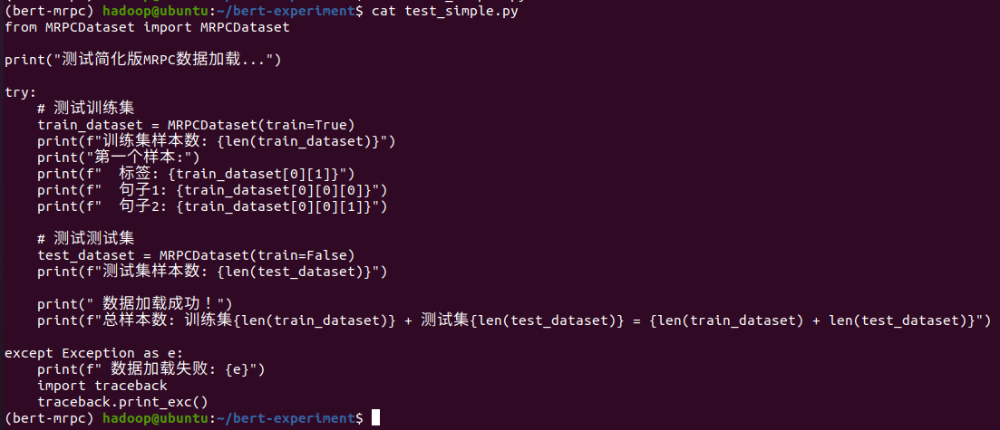 (bert-mrpc) hadoop@ubuntu:~/bert-experiment$ cat test_simple.py
from MRPCDataset import MRPCDataset
print("测试简化版MRPC数据加载...")
try:
    # 测试训练集
    train_dataset = MRPCDataset(train=True)
    print(f"训练集样本数: {len(train_dataset)}")
    print("第一个样本:")
    print(f"  标签: {train_dataset[0][1]}")
    print(f"  句子1: {train_dataset[0][0][0]}")
    print(f"  句子2: {train_dataset[0][0][1]}")
    # 测试测试集
    test_dataset = MRPCDataset(train=False)
    print(f"测试集样本数: {len(test_dataset)}")
    print(" 数据加载成功！")
    print(f"总样本数: 训练集{len(train_dataset)} + 测试集{len(test_dataset)} = {len(train_dataset) + len(test_dataset)}")
except Exception as e:
    print(f" 数据加载失败: {e}")
    import traceback
    traceback.print_exc()
(bert-mrpc) hadoop@ubuntu:~/bert-experiment$